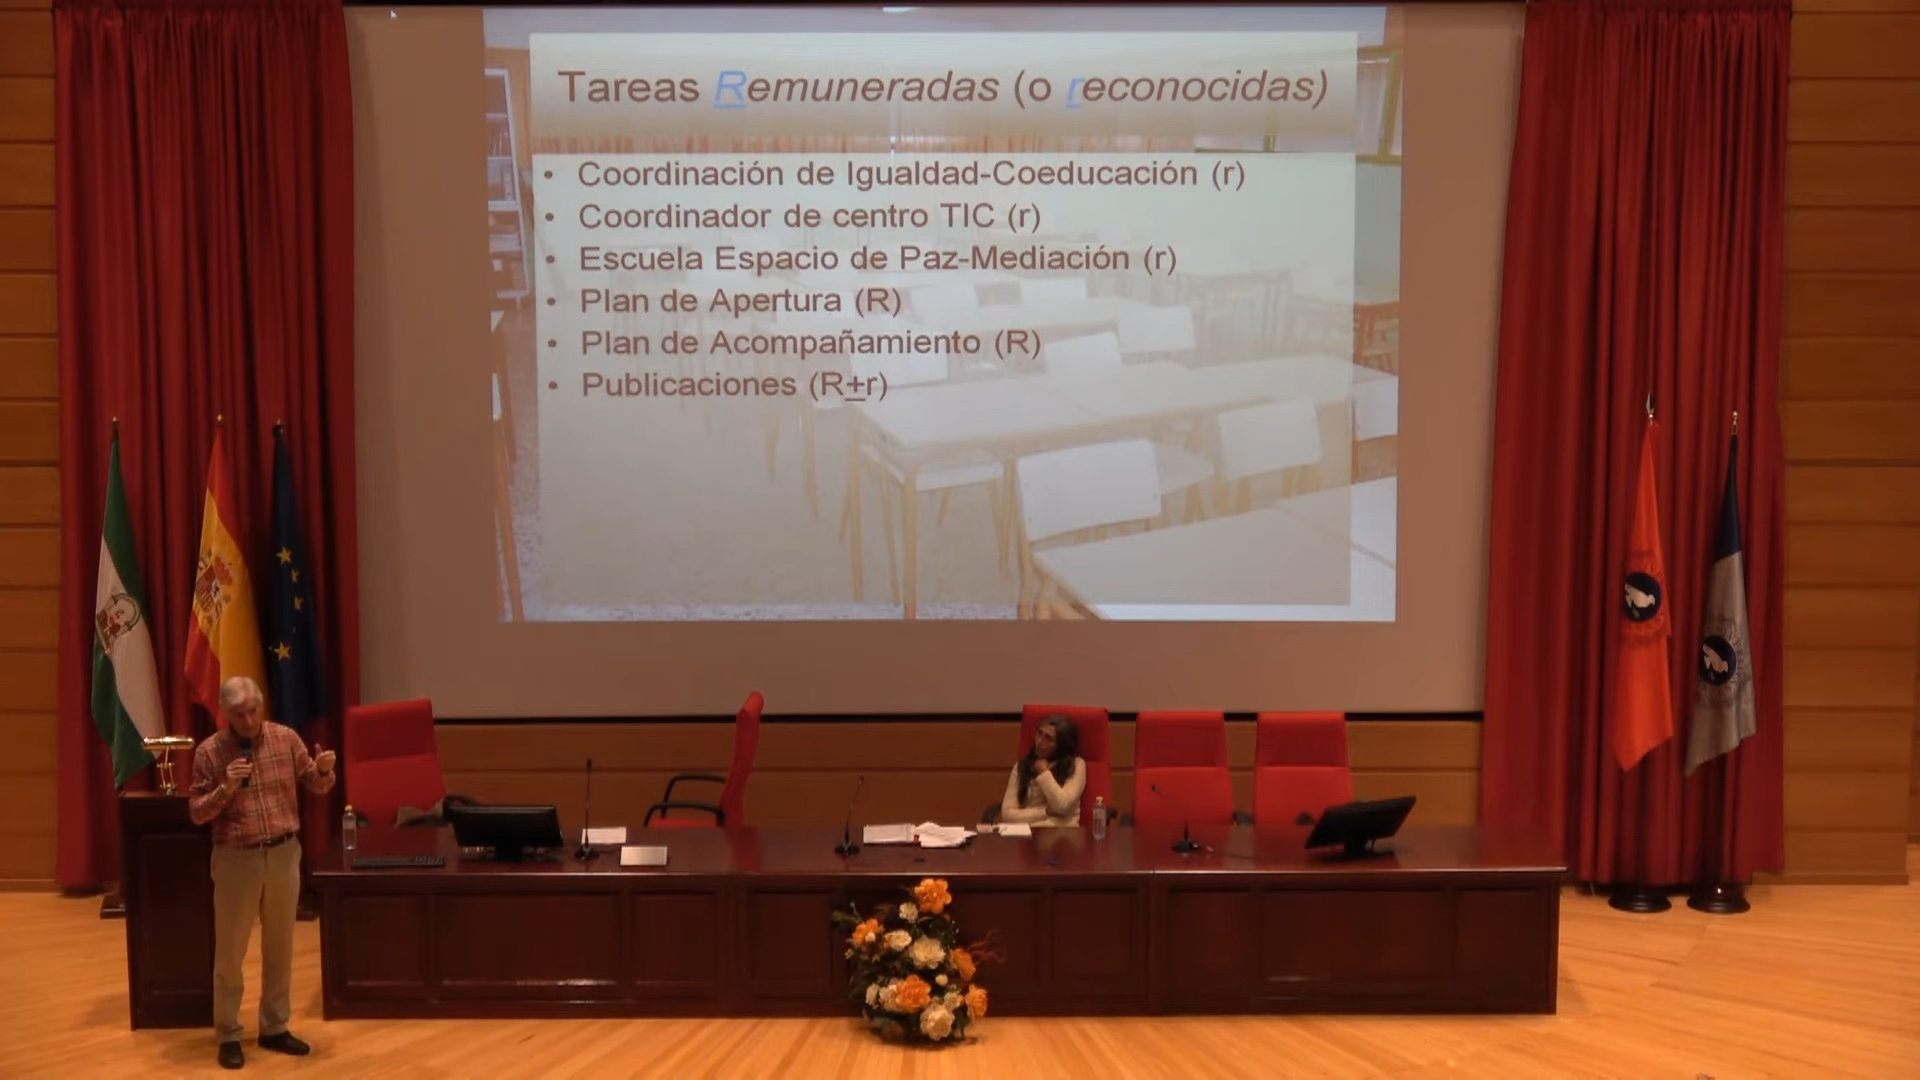 Tareas Remuneradas (o reconocidas)
• Coordinación de Igualdad-Coeducación (r)
• Coordinador de centro TIC (r)
• Escuela Espacio de Paz-Mediación (r)
• Plan de Apertura (R)
• Plan de Acompañamiento (R)
• Publicaciones (R±r)